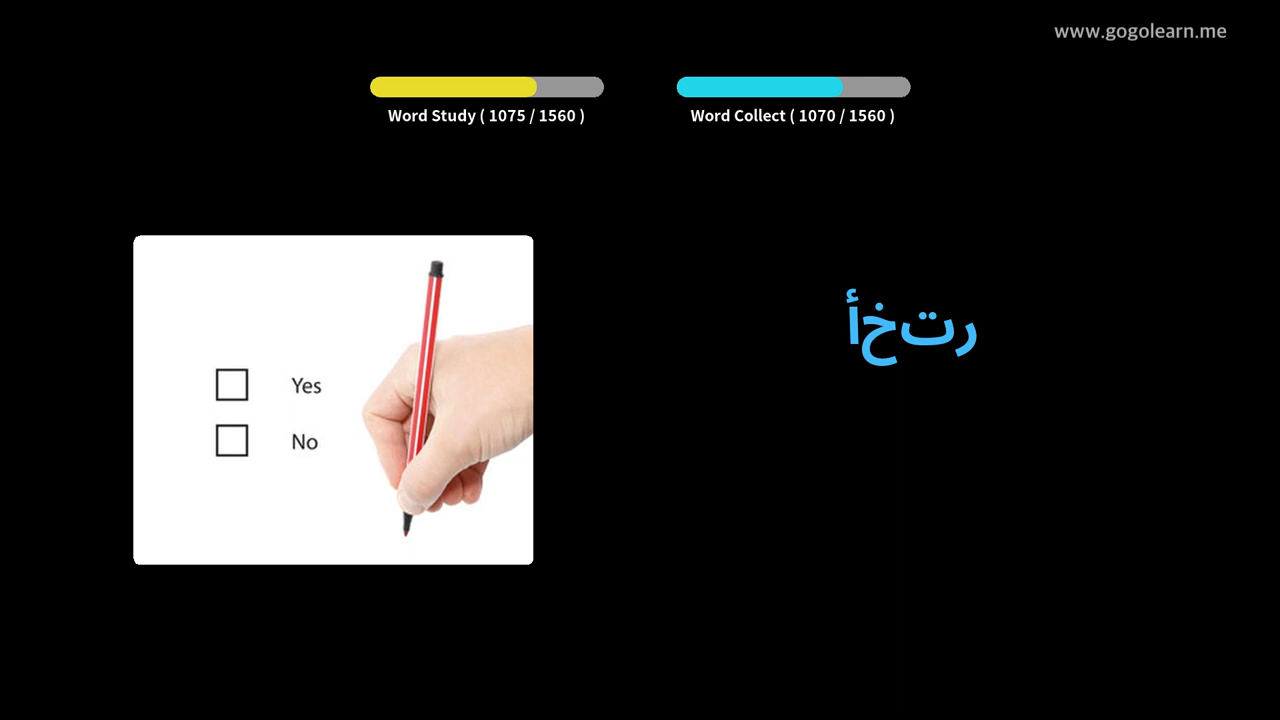 www.gogolearn.me
Word Study ( 1075 / 1560 )
Word Collect ( 1070 / 1560 )
Yes
No
رتخأ